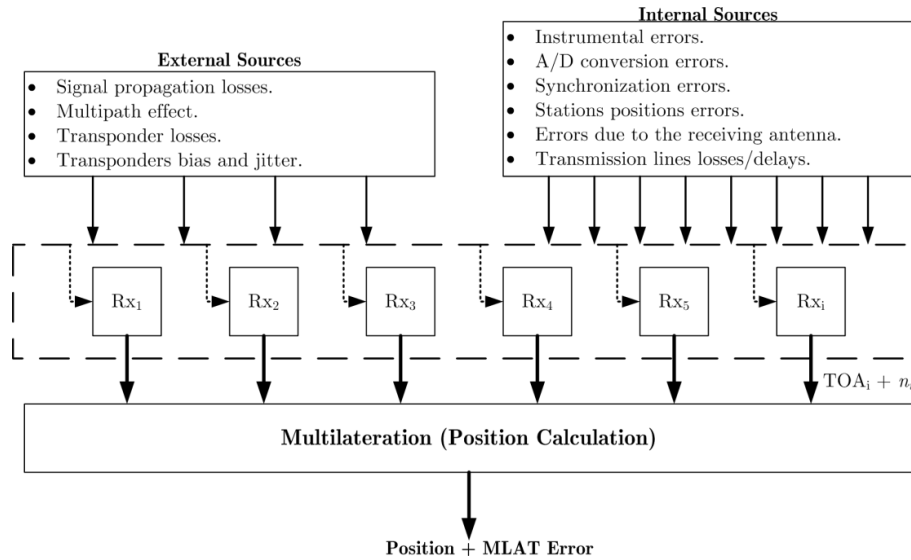 External Sources
• Signal propagation losses.
• Multipath effect.
• Transponder losses.
• Transponders bias and jitter.
Internal Sources
• Instrumental errors.
• A/D conversion errors.
• Synchronization errors.
• Stations positions errors.
• Errors due to the receiving antenna.
• Transmission lines losses/delays.
Rx₁
Rx₂
Rx₃
Rx₄
Rx₅
Rxᵢ
TOAᵢ + nᵢ
Multilateration (Position Calculation)
Position + MLAT Error